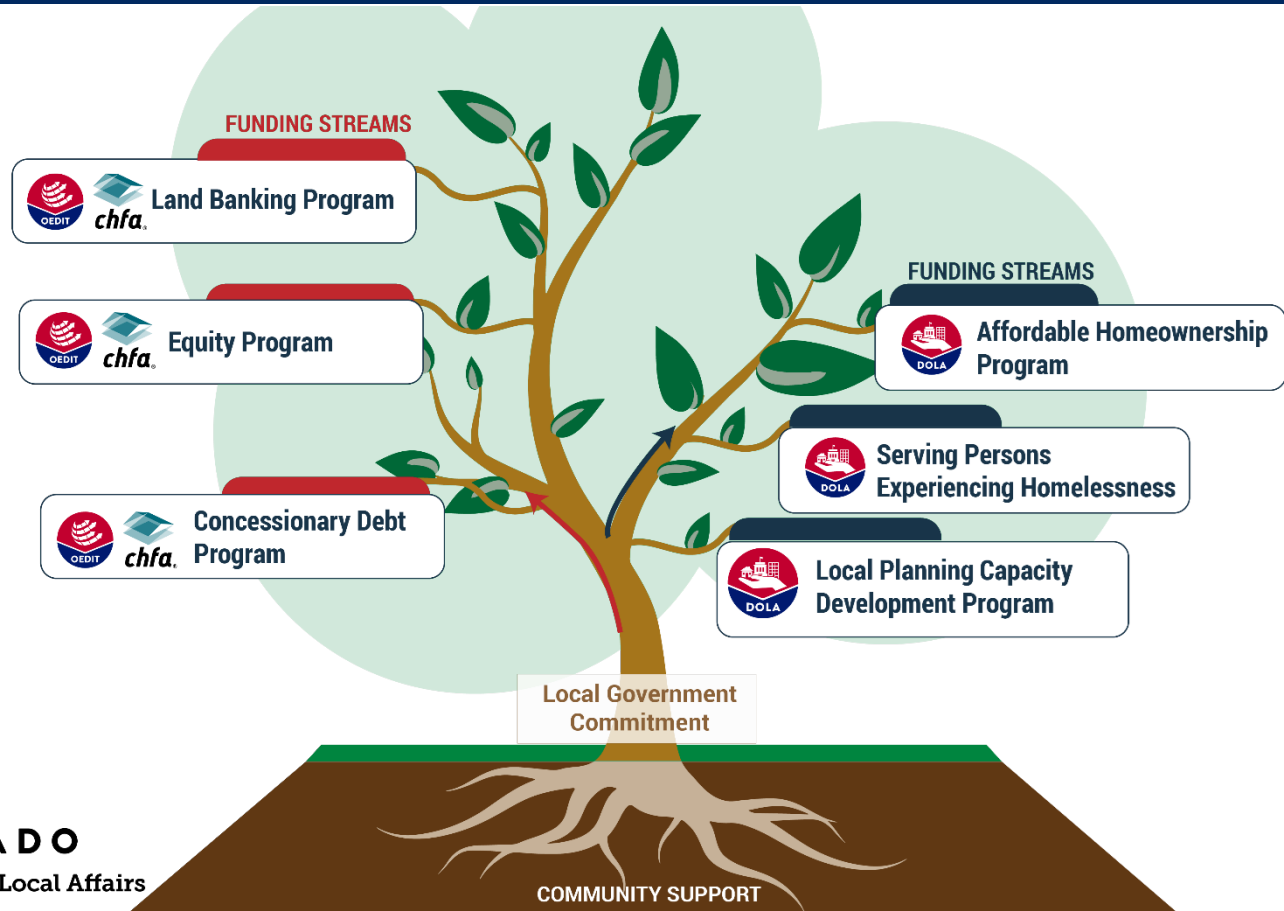 FUNDING STREAMS
OEDIT
chfa®
Land Banking Program
OEDIT
chfa®
Equity Program
OEDIT
chfa®
Concessionary Debt
Program
FUNDING STREAMS
DOLA
Affordable Homeownership
Program
DOLA
Serving Persons
Experiencing Homelessness
DOLA
Local Planning Capacity
Development Program
Local Government
Commitment
ADO
Local Affairs
COMMUNITY SUPPORT